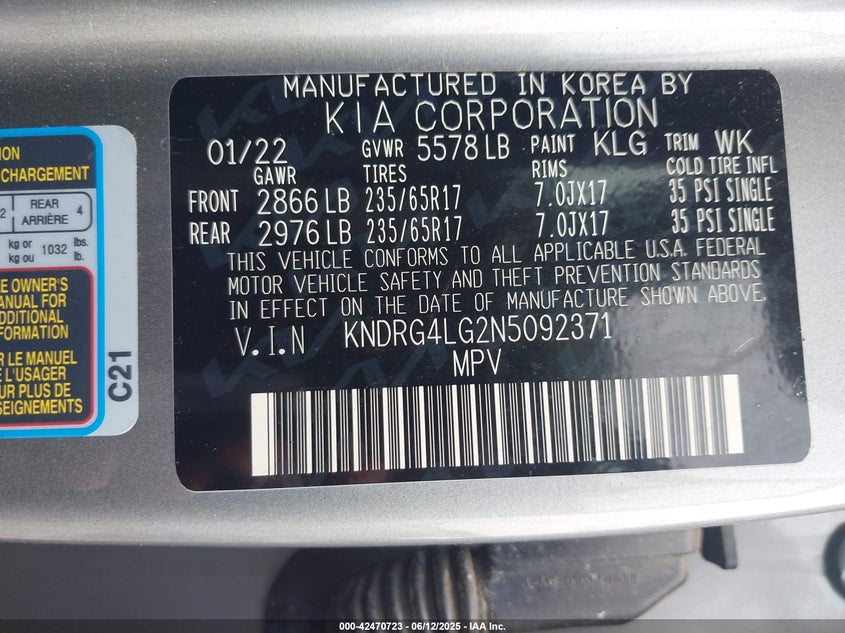 MANUFACTURED IN KOREA BY
KIA CORPORATION
01/22 GVWR 5578 LB PAINT KLG TRIM WK
GAWR TIRES RIMS COLD TIRE INFL
FRONT 2866 LB 235/65R17 7.0JX17 35 PSI SINGLE
REAR 2976 LB 235/65R17 7.0JX17 35 PSI SINGLE
THIS VEHICLE CONFORMS TO ALL APPLICABLE U.S.A. FEDERAL
MOTOR VEHICLE SAFETY AND THEFT PREVENTION STANDARDS
IN EFFECT ON THE DATE OF MANUFACTURE SHOWN ABOVE.
V.I.N KNDRG4LG2N5092371
MPV
CHARGEMENT
2 REAR
ARRIÈRE 4
kg or
kg ou 1032 lbs.
lb.
OWNER'S
MANUAL FOR
ADDITIONAL
INFORMATION
LE MANUEL
L'USAGER
POUR PLUS DE
RENSEIGNEMENTS
C21
000-42470723 - 06/12/2025 - IAA, Inc.